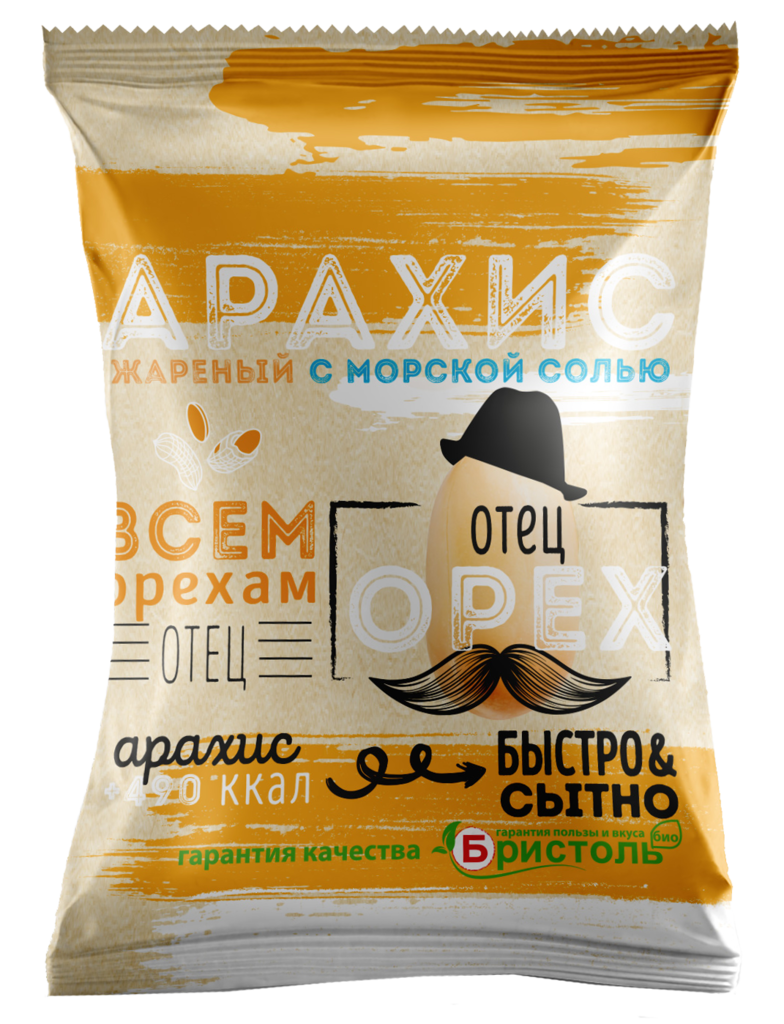 АРАХИС
ЖАРЕНЫЙ С МОРСКОЙ СОЛЬЮ
ВСЕМ
орехам
ОТЕЦ
отец
ОРЕХ
арахис
+490 ккал
БЫСТРО&
СЫТНО
гарантия качества
гарантия пользы и вкуса
Бристоль
био